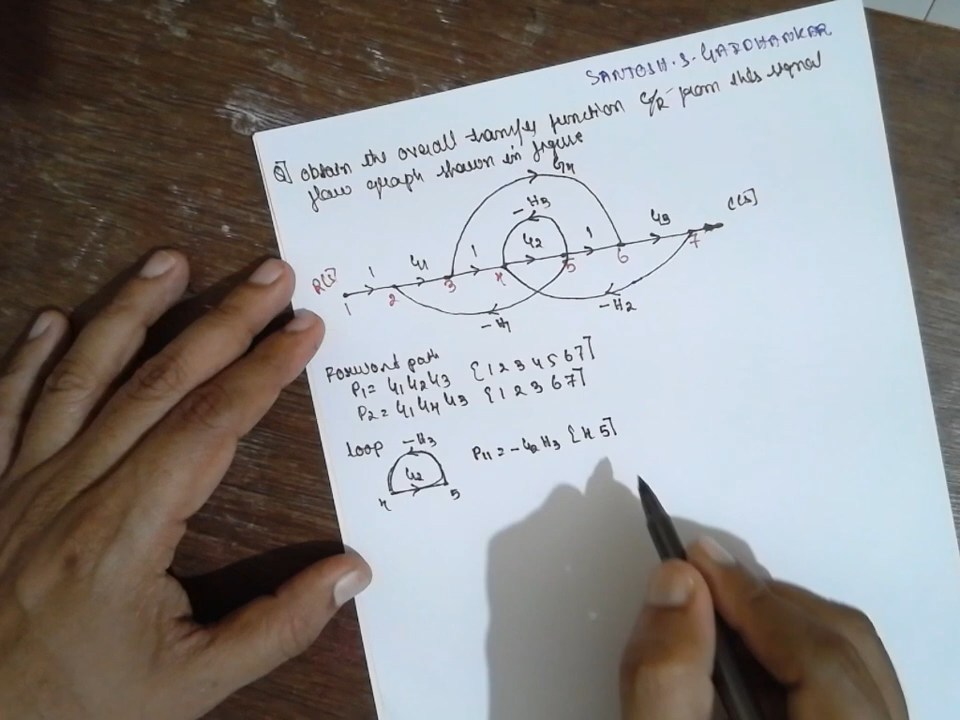 SANTOSH.S.GAIDHANKAR
Q] obtain the overall transfer function C/R from this signal
flow graph shown in figure
G4
-H3
R(s) 1 G1 1 G2 1 G3 C(s)
1 2 3 4 5 6 7
-H1 -H2
Forward path
P1 = G1G2G3 {1 2 3 4 5 6 7}
P2 = G1G4G3 {1 2 3 6 7}
loop -H3
G2
4 5
P11 = -G2H3 {4 5}